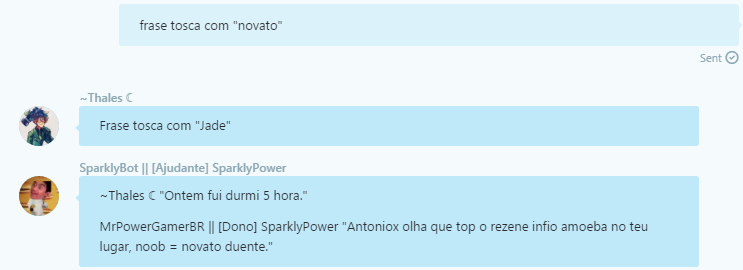 frase tosca com "novato"
Sent
~Thales ☾
Frase tosca com "Jade"
SparklyBot || [Ajudante] SparklyPower
~Thales ☾ "Ontem fui durmi 5 hora."
MrPowerGamerBR || [Dono] SparklyPower "Antoniox olha que top o rezene infio amoeba no teu
lugar, noob = novato duente."